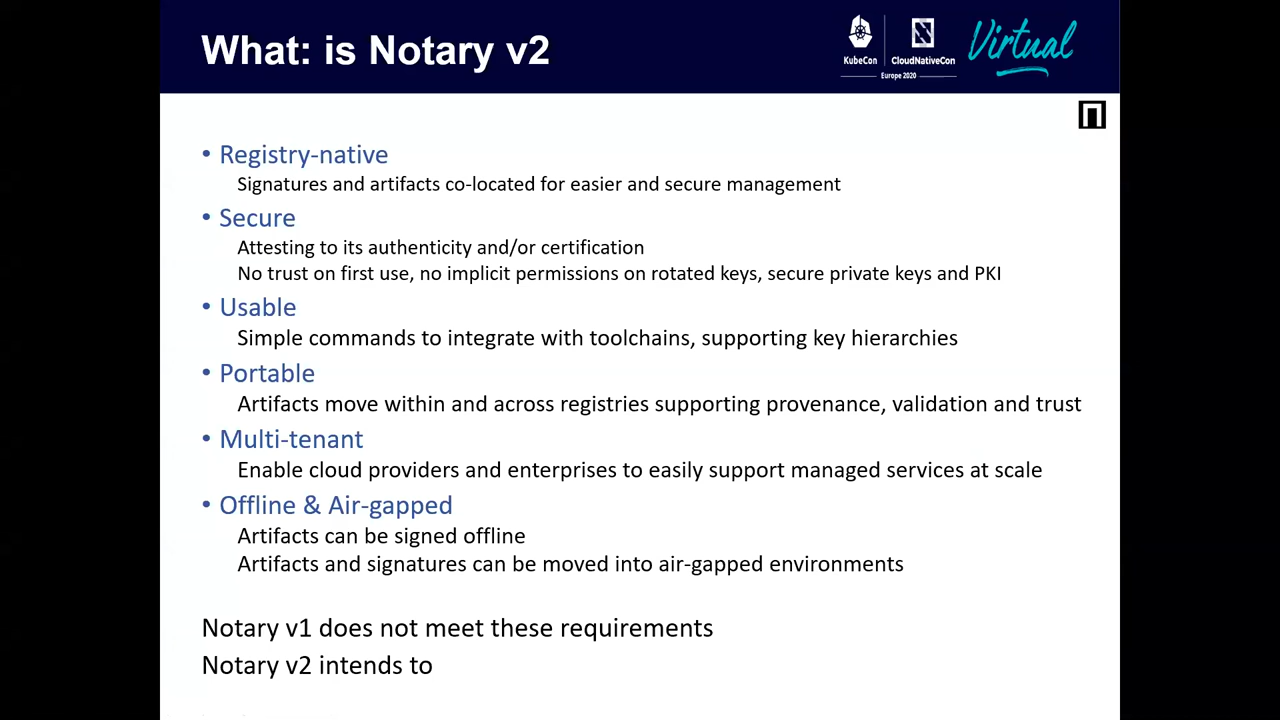 What: is Notary v2
KubeCon
CloudNativeCon
Europe 2020
Virtual
• Registry-native
Signatures and artifacts co-located for easier and secure management
• Secure
Attesting to its authenticity and/or certification
No trust on first use, no implicit permissions on rotated keys, secure private keys and PKI
• Usable
Simple commands to integrate with toolchains, supporting key hierarchies
• Portable
Artifacts move within and across registries supporting provenance, validation and trust
• Multi-tenant
Enable cloud providers and enterprises to easily support managed services at scale
• Offline & Air-gapped
Artifacts can be signed offline
Artifacts and signatures can be moved into air-gapped environments
Notary v1 does not meet these requirements
Notary v2 intends to